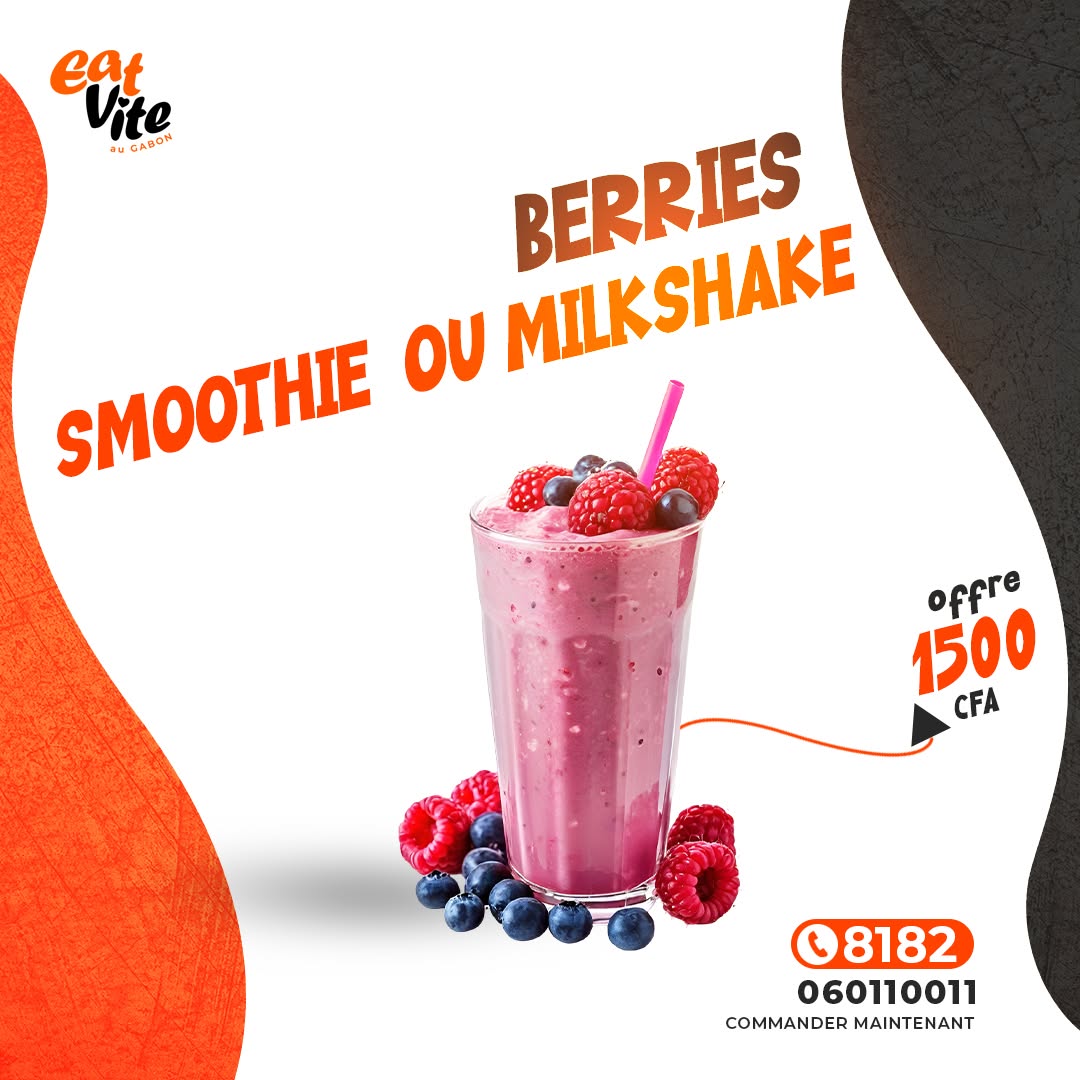 Eat
Vite
au GABON
BERRIES
SMOOTHIE OU MILKSHAKE
offre
1500
CFA
8182
060110011
COMMANDER MAINTENANT